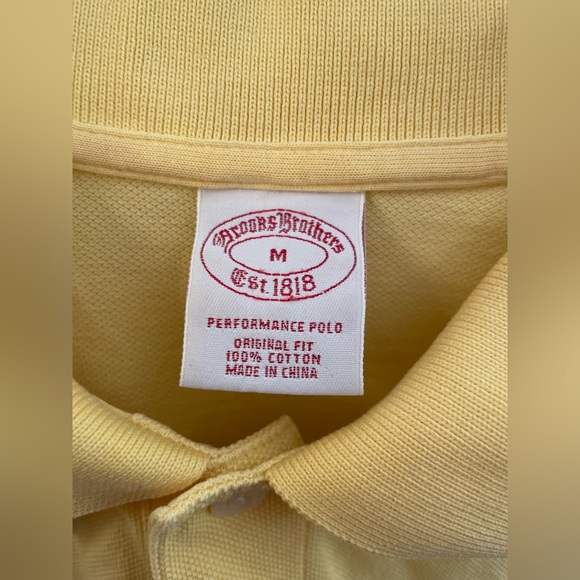 Brooks Brothers
M
Est. 1818
PERFORMANCE POLO
ORIGINAL FIT
100% COTTON
MADE IN CHINA